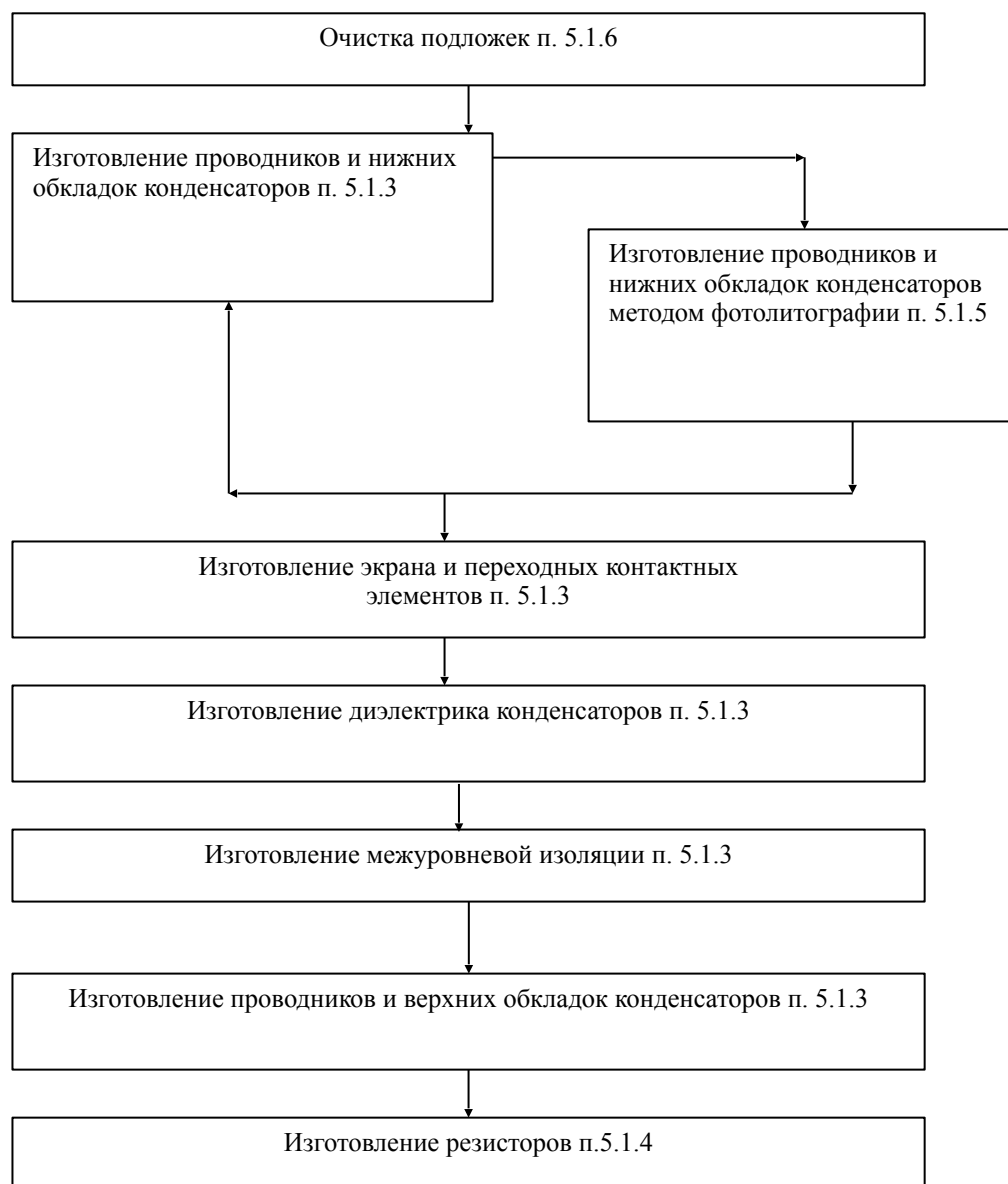 Очистка подложек п. 5.1.6
Изготовление проводников и нижних
обкладок конденсаторов п. 5.1.3
Изготовление проводников и
нижних обкладок конденсаторов
методом фотолитографии п. 5.1.5
Изготовление экрана и переходных контактных
элементов п. 5.1.3
Изготовление диэлектрика конденсаторов п. 5.1.3
Изготовление межуровневой изоляции п. 5.1.3
Изготовление проводников и верхних обкладок конденсаторов п. 5.1.3
Изготовление резисторов п.5.1.4